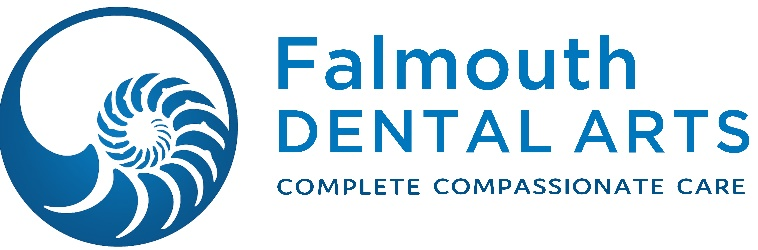 Falmouth
DENTAL ARTS
COMPLETE COMPASSIONATE CARE